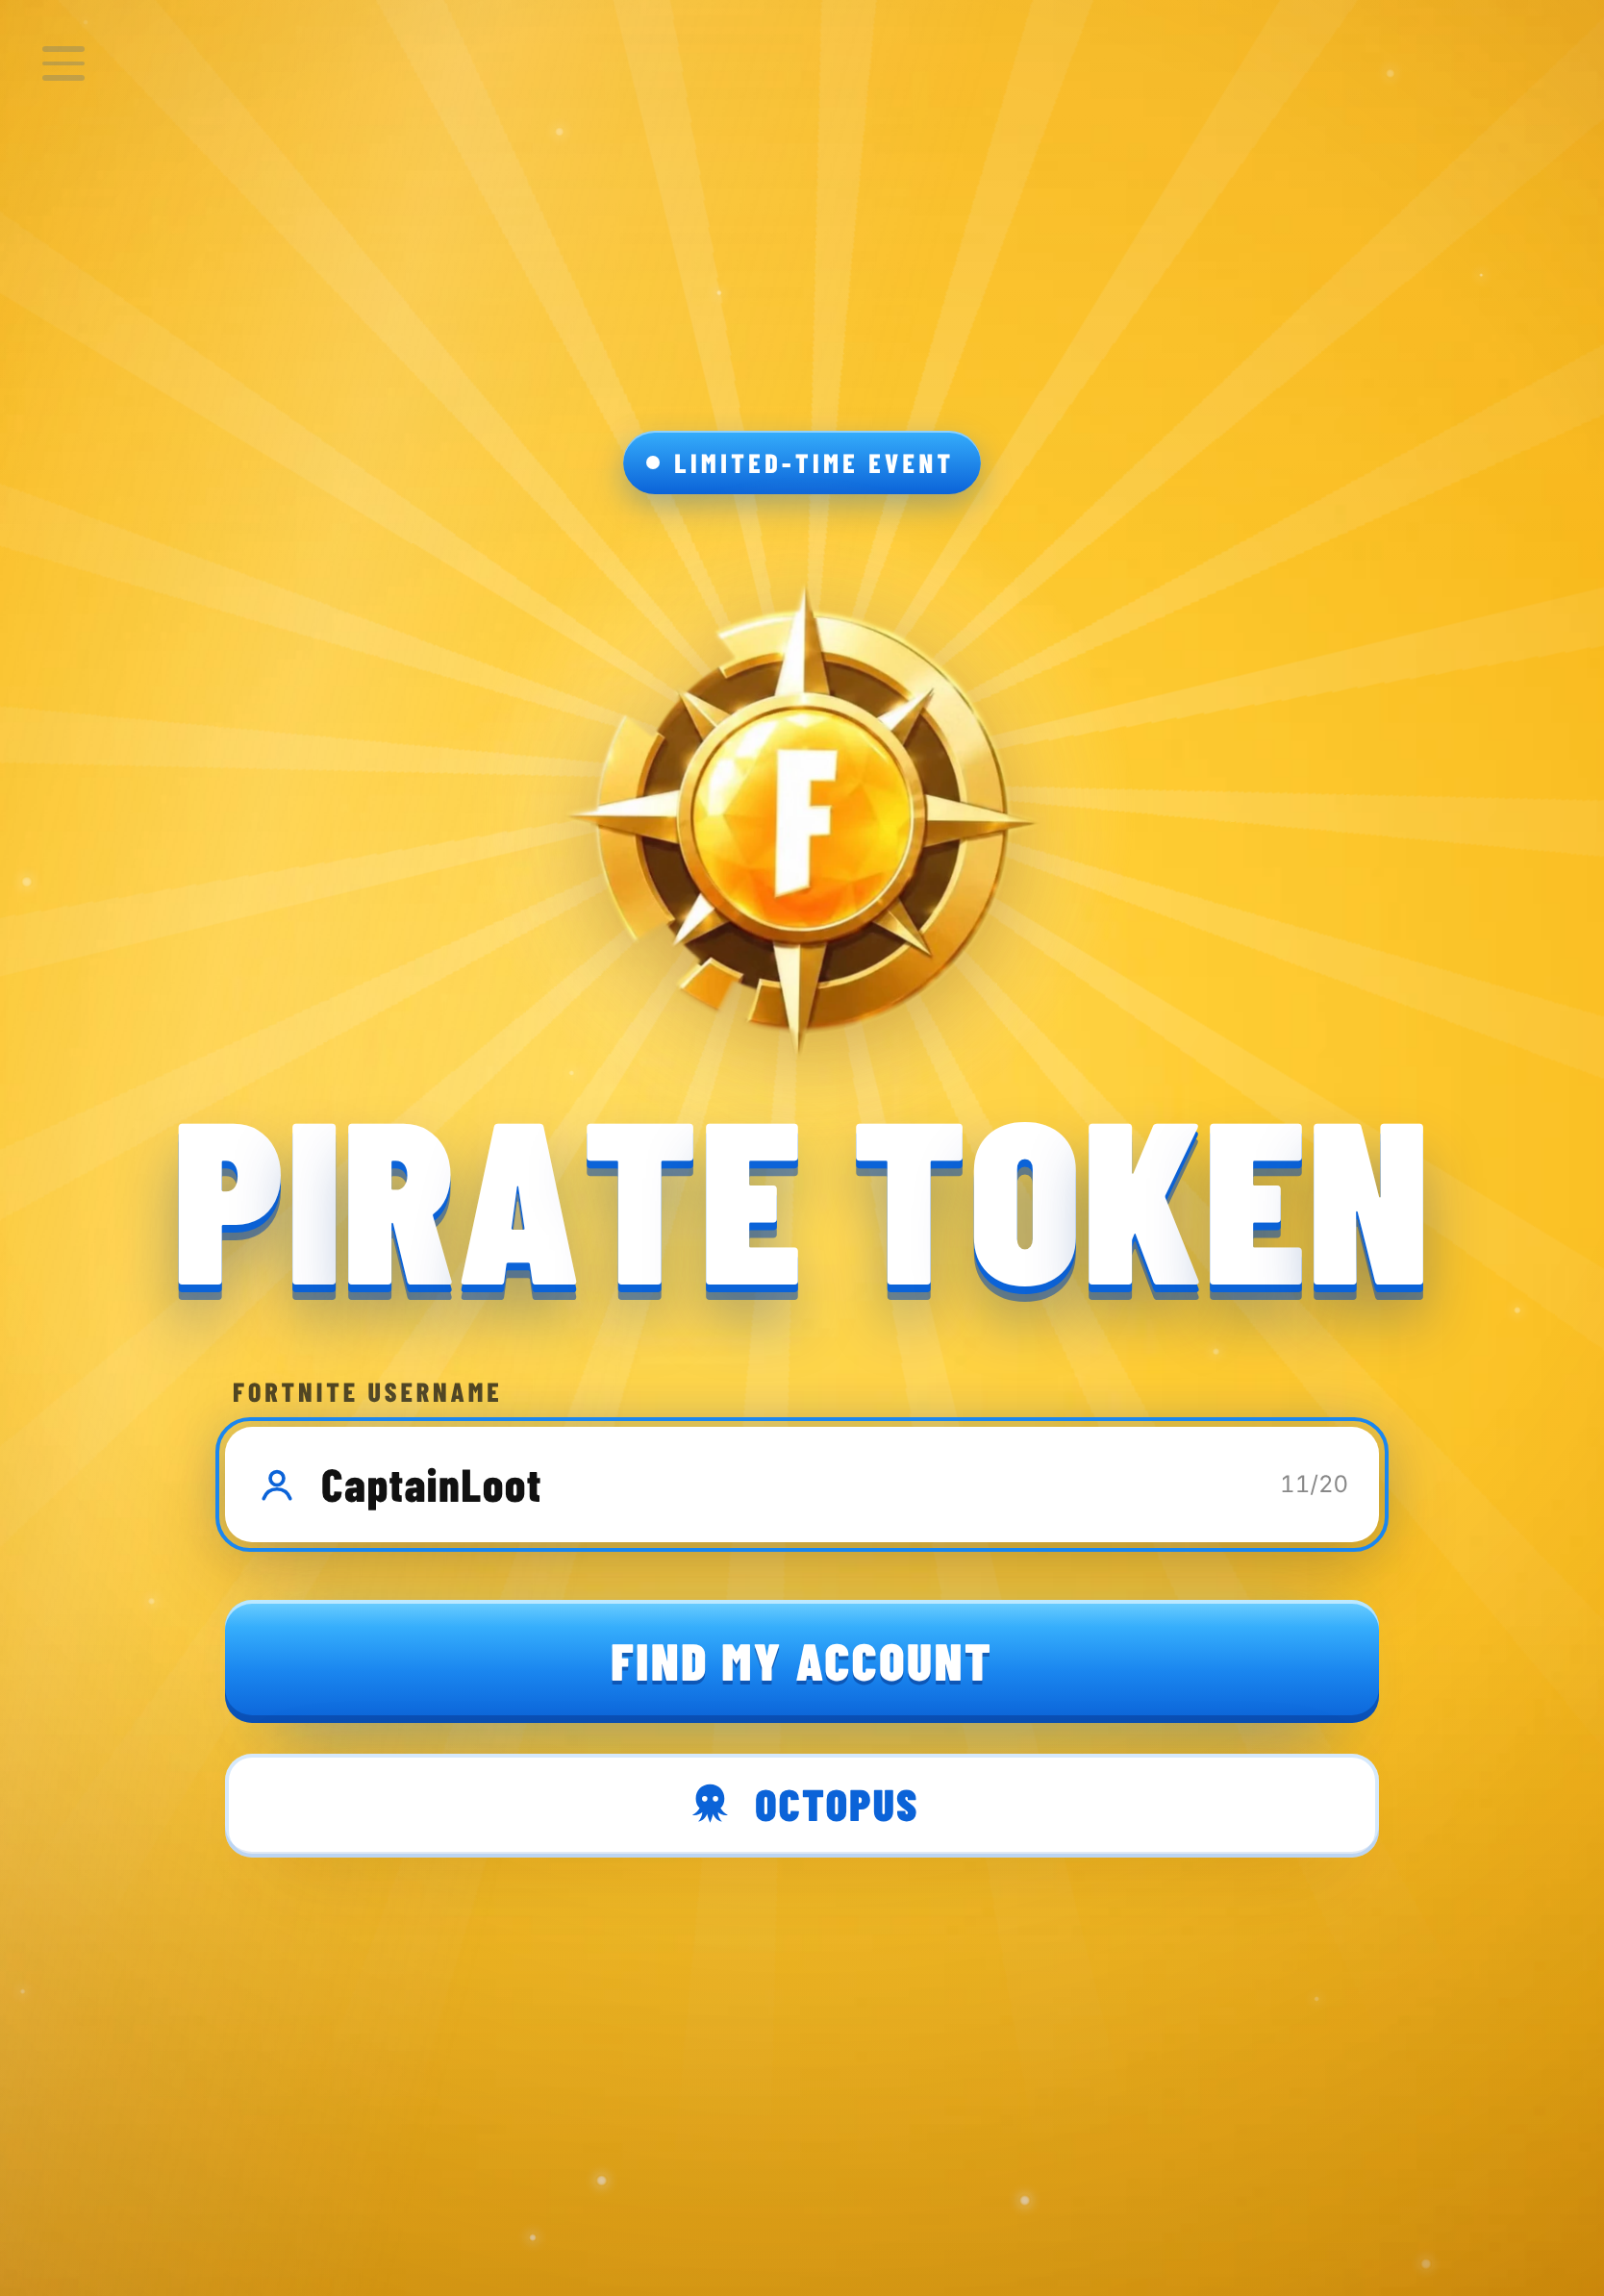 LIMITED-TIME EVENT
F
PIRATE TOKEN
FORTNITE USERNAME
CaptainLoot
11/20
FIND MY ACCOUNT
OCTOPUS